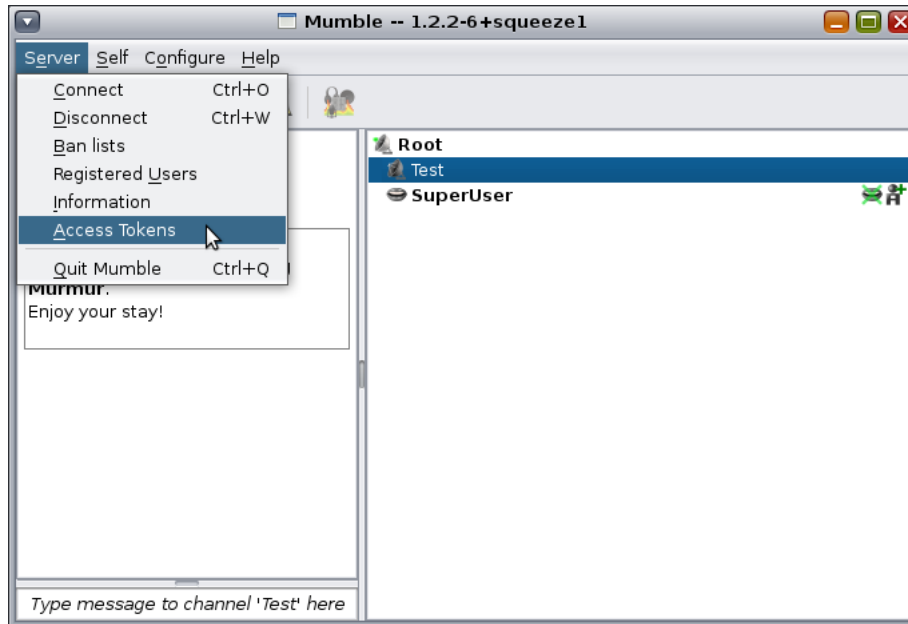 Mumble -- 1.2.2-6+squeeze1
Server Self Configure Help
Connect Ctrl+O
Disconnect Ctrl+W
Ban lists
Registered Users
Information
Access Tokens
Quit Mumble Ctrl+Q
Murmur.
Enjoy your stay!
Root
Test
SuperUser
Type message to channel 'Test' here